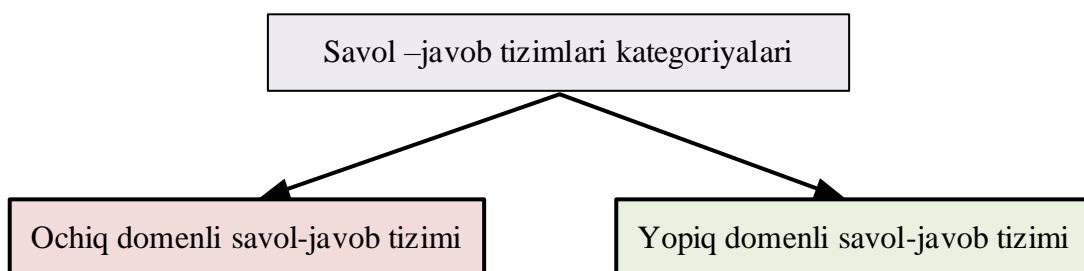 Savol –javob tizimlari kategoriyalari
Ochiq domenli savol-javob tizimi
Yopiq domenli savol-javob tizimi